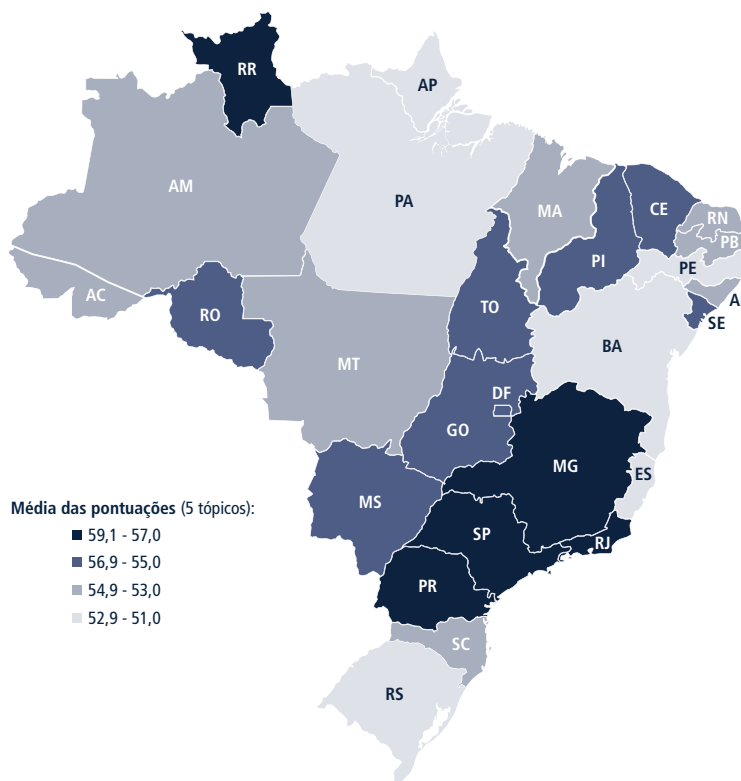 RR
AP
AM
PA
MA
CE
RN
PB
PI
PE
A
AC
RO
TO
SE
BA
MT
DF
GO
MG
ES
MS
SP
RJ
PR
SC
RS
Média das pontuações (5 tópicos):
59,1 - 57,0
56,9 - 55,0
54,9 - 53,0
52,9 - 51,0